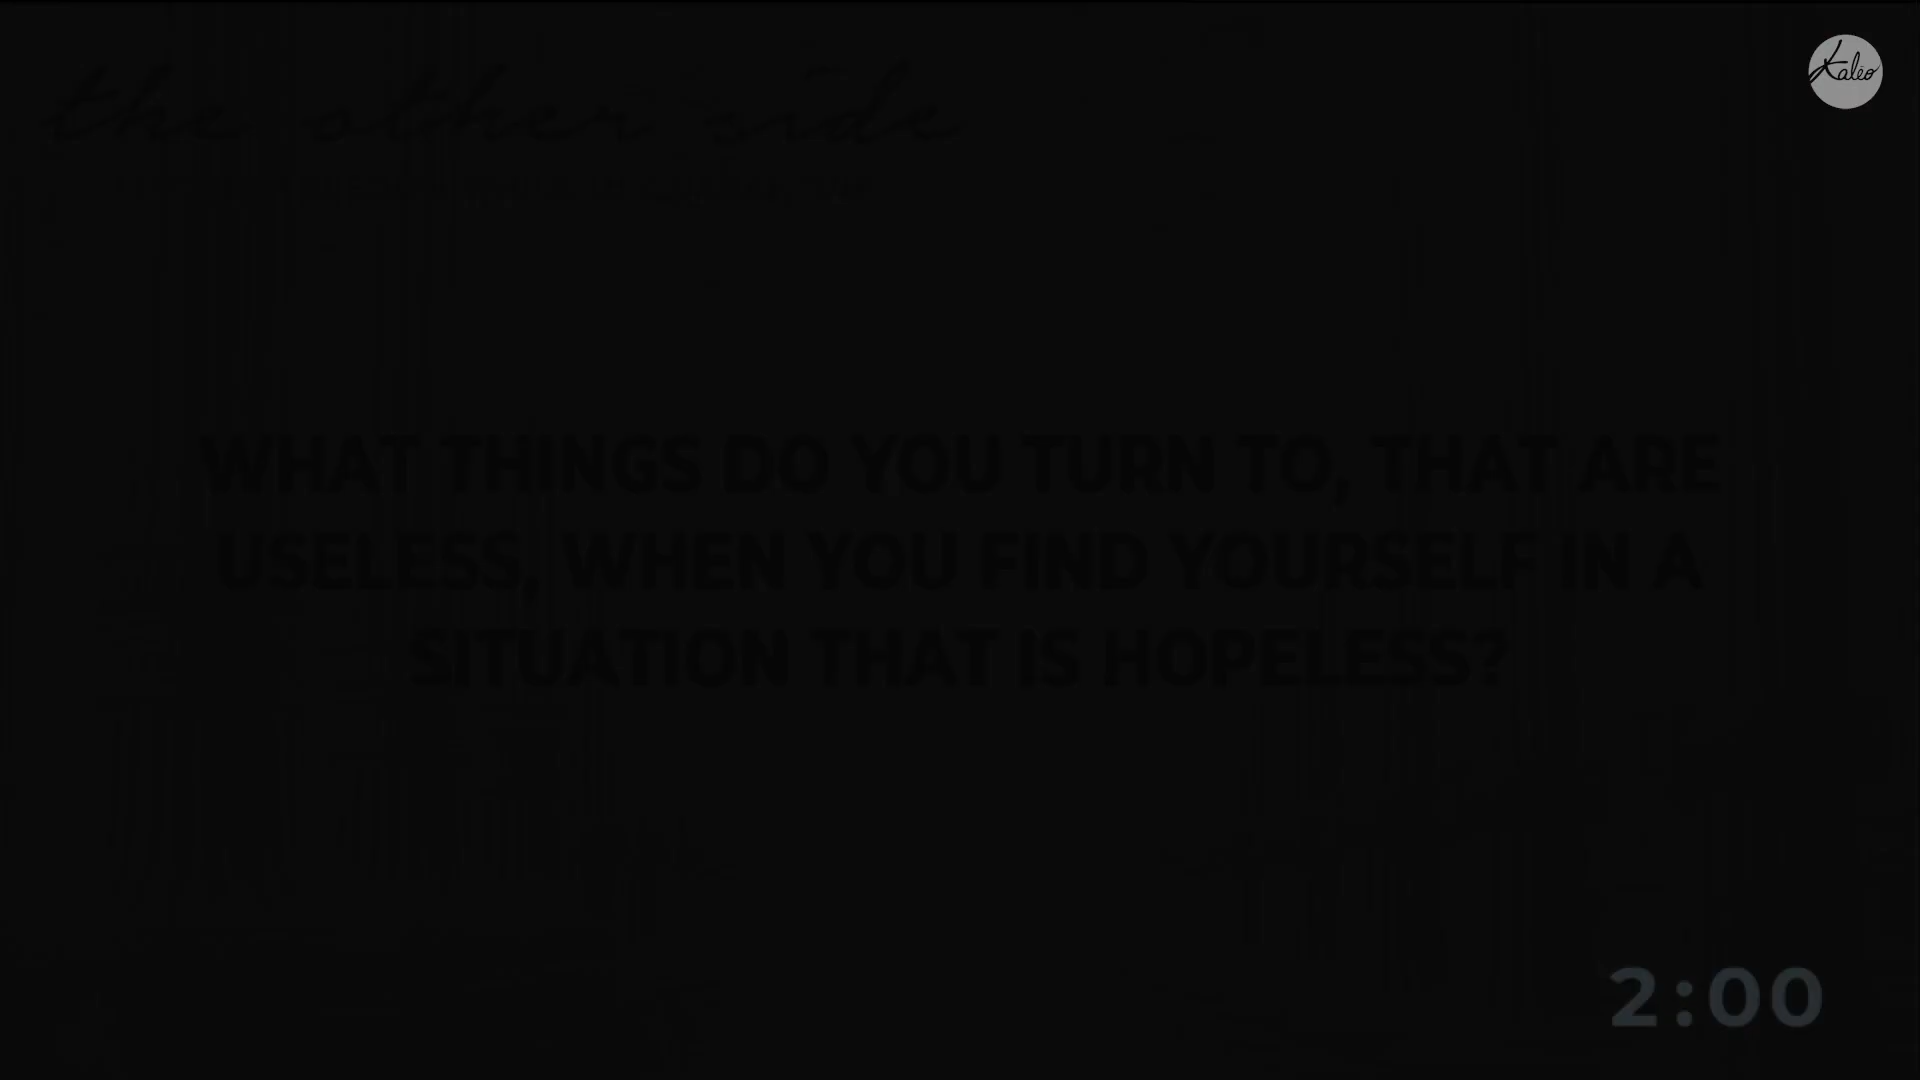 the other side
Kaleo
WHAT THINGS DO YOU TURN TO, THAT ARE
USELESS, WHEN YOU FIND YOURSELF IN A
SITUATION THAT IS HOPELESS?
2:00